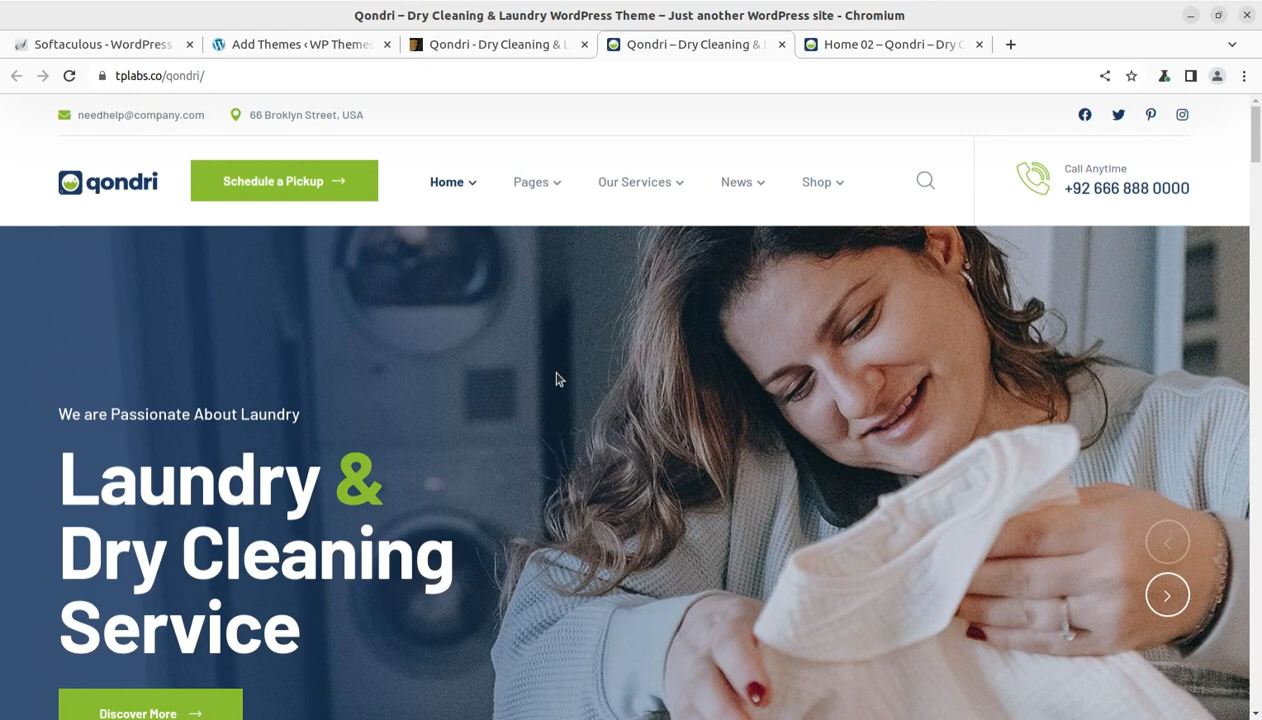 Qondri – Dry Cleaning & Laundry WordPress Theme – Just another WordPress site - Chromium
Softaculous - WordPress
Add Themes ‹ WP Themes
Qondri - Dry Cleaning & L
Qondri – Dry Cleaning & L
Home 02 – Qondri – Dry C
tplabs.co/qondri/
needhelp@company.com
66 Broklyn Street, USA
qondri
Schedule a Pickup
Home
Pages
Our Services
News
Shop
Call Anytime
+92 666 888 0000
We are Passionate About Laundry
Laundry &
Dry Cleaning
Service
Discover More